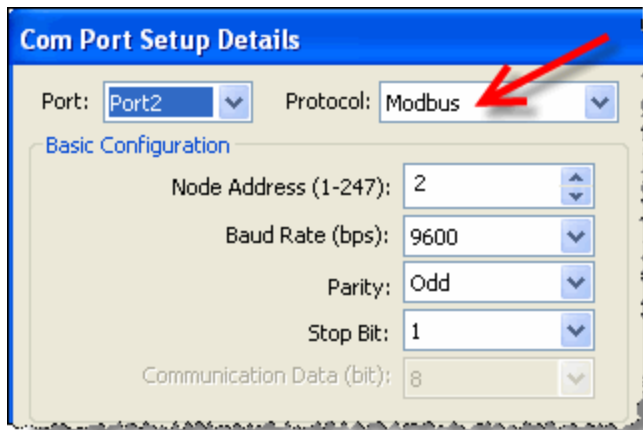 Com Port Setup Details
Port: Port2 Protocol: Modbus
Basic Configuration
Node Address (1-247): 2
Baud Rate (bps): 9600
Parity: Odd
Stop Bit: 1
Communication Data (bit): 8